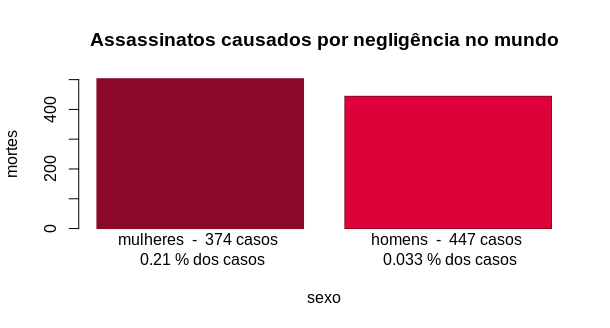 Assassinatos causados por negligência no mundo
mortes
400
200
0
mulheres - 374 casos
0.21 % dos casos
homens - 447 casos
0.033 % dos casos
sexo